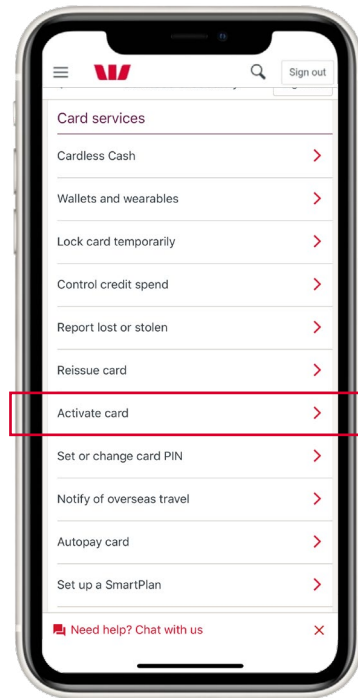 Sign out
Card services
Cardless Cash
Wallets and wearables
Lock card temporarily
Control credit spend
Report lost or stolen
Reissue card
Activate card
Set or change card PIN
Notify of overseas travel
Autopay card
Set up a SmartPlan
Need help? Chat with us